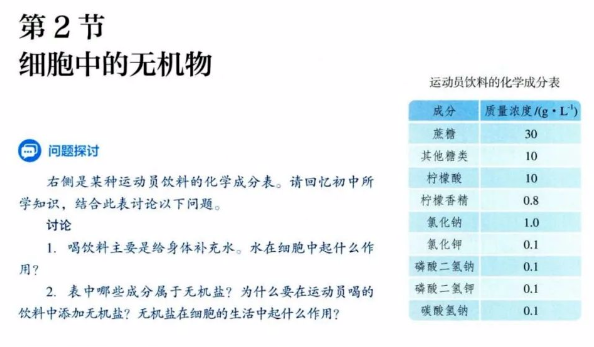 第2节
细胞中的无机物
问题探讨
右侧是某种运动员饮料的化学成分表。请回忆初中所
学知识，结合此表讨论以下问题。
讨论
1. 喝饮料主要是给身体补充水。水在细胞中起什么作
用？
2. 表中哪些成分属于无机盐？为什么要在运动员喝的
饮料中添加无机盐？无机盐在细胞的生活中起什么作用？
运动员饮料的化学成分表
成分 质量浓度/(g·L⁻¹)
蔗糖 30
其他糖类 10
柠檬酸 10
柠檬香精 0.8
氯化钠 1.0
氯化钾 0.1
磷酸二氢钠 0.1
磷酸二氢钾 0.1
碳酸氢钠 0.1